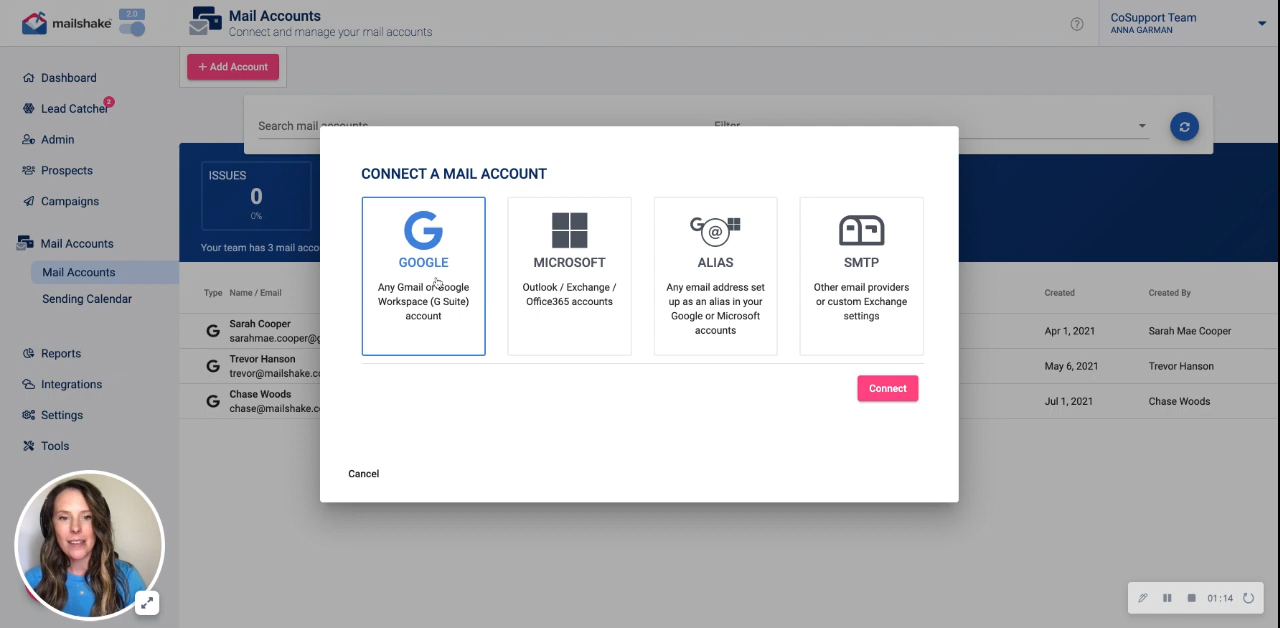 mailshake
2.0
Mail Accounts
Connect and manage your mail accounts
CoSupport Team
ANNA GARMAN
+ Add Account
Dashboard
Lead Catcher
2
Admin
Prospects
Campaigns
Mail Accounts
Mail Accounts
Sending Calendar
Reports
Integrations
Settings
Tools
Search mail accounts
Filter
ISSUES
0
0%
Your team has 3 mail acco
Type Name / Email
Created
Created By
Sarah Cooper
sarahmae.cooper@g
Apr 1, 2021
Sarah Mae Cooper
Trevor Hanson
trevor@mailshake.co
May 6, 2021
Trevor Hanson
Chase Woods
chase@mailshake.co
Jul 1, 2021
Chase Woods
CONNECT A MAIL ACCOUNT
GOOGLE
Any Gmail or Google
Workspace (G Suite)
account
MICROSOFT
Outlook / Exchange /
Office365 accounts
ALIAS
Any email address set
up as an alias in your
Google or Microsoft
accounts
SMTP
Other email providers
or custom Exchange
settings
Connect
Cancel
01:14